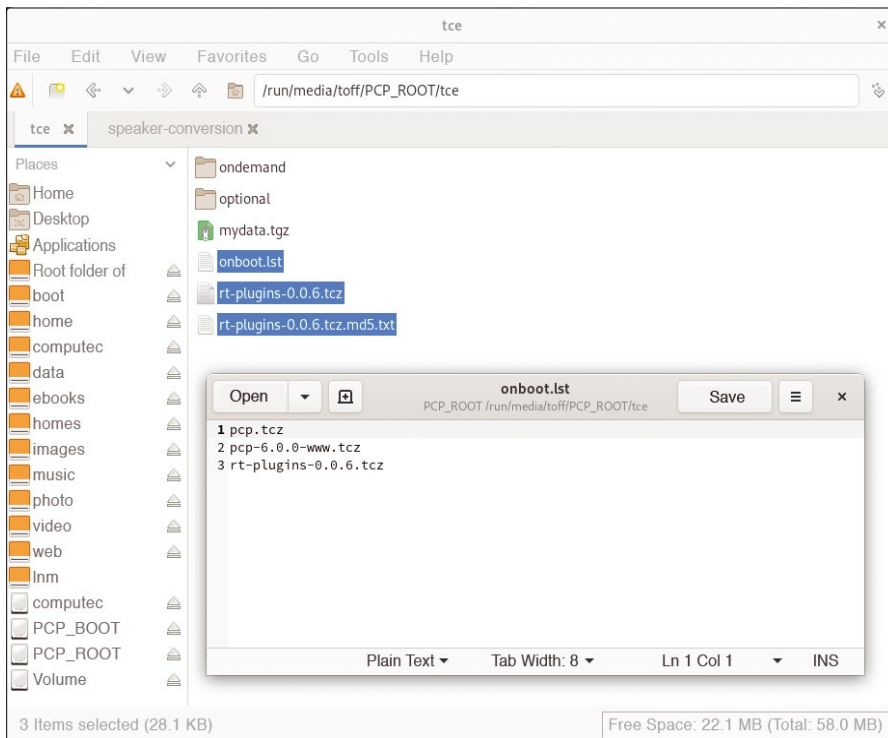 tce
File Edit View Favorites Go Tools Help
/run/media/toff/PCP_ROOT/tce
tce speaker-conversion
Places
Home
Desktop
Applications
Root folder of
boot
home
computec
data
ebooks
homes
images
music
photo
video
web
lnm
computec
PCP_BOOT
PCP_ROOT
Volume
ondemand
optional
mydata.tgz
onboot.lst
rt-plugins-0.0.6.tcz
rt-plugins-0.0.6.tcz.md5.txt
Open onboot.lst Save
PCP_ROOT /run/media/toff/PCP_ROOT/tce
1 pcp.tcz
2 pcp-6.0.0-www.tcz
3 rt-plugins-0.0.6.tcz
Plain Text Tab Width: 8 Ln 1 Col 1 INS
3 Items selected (28.1 KB) Free Space: 22.1 MB (Total: 58.0 MB)